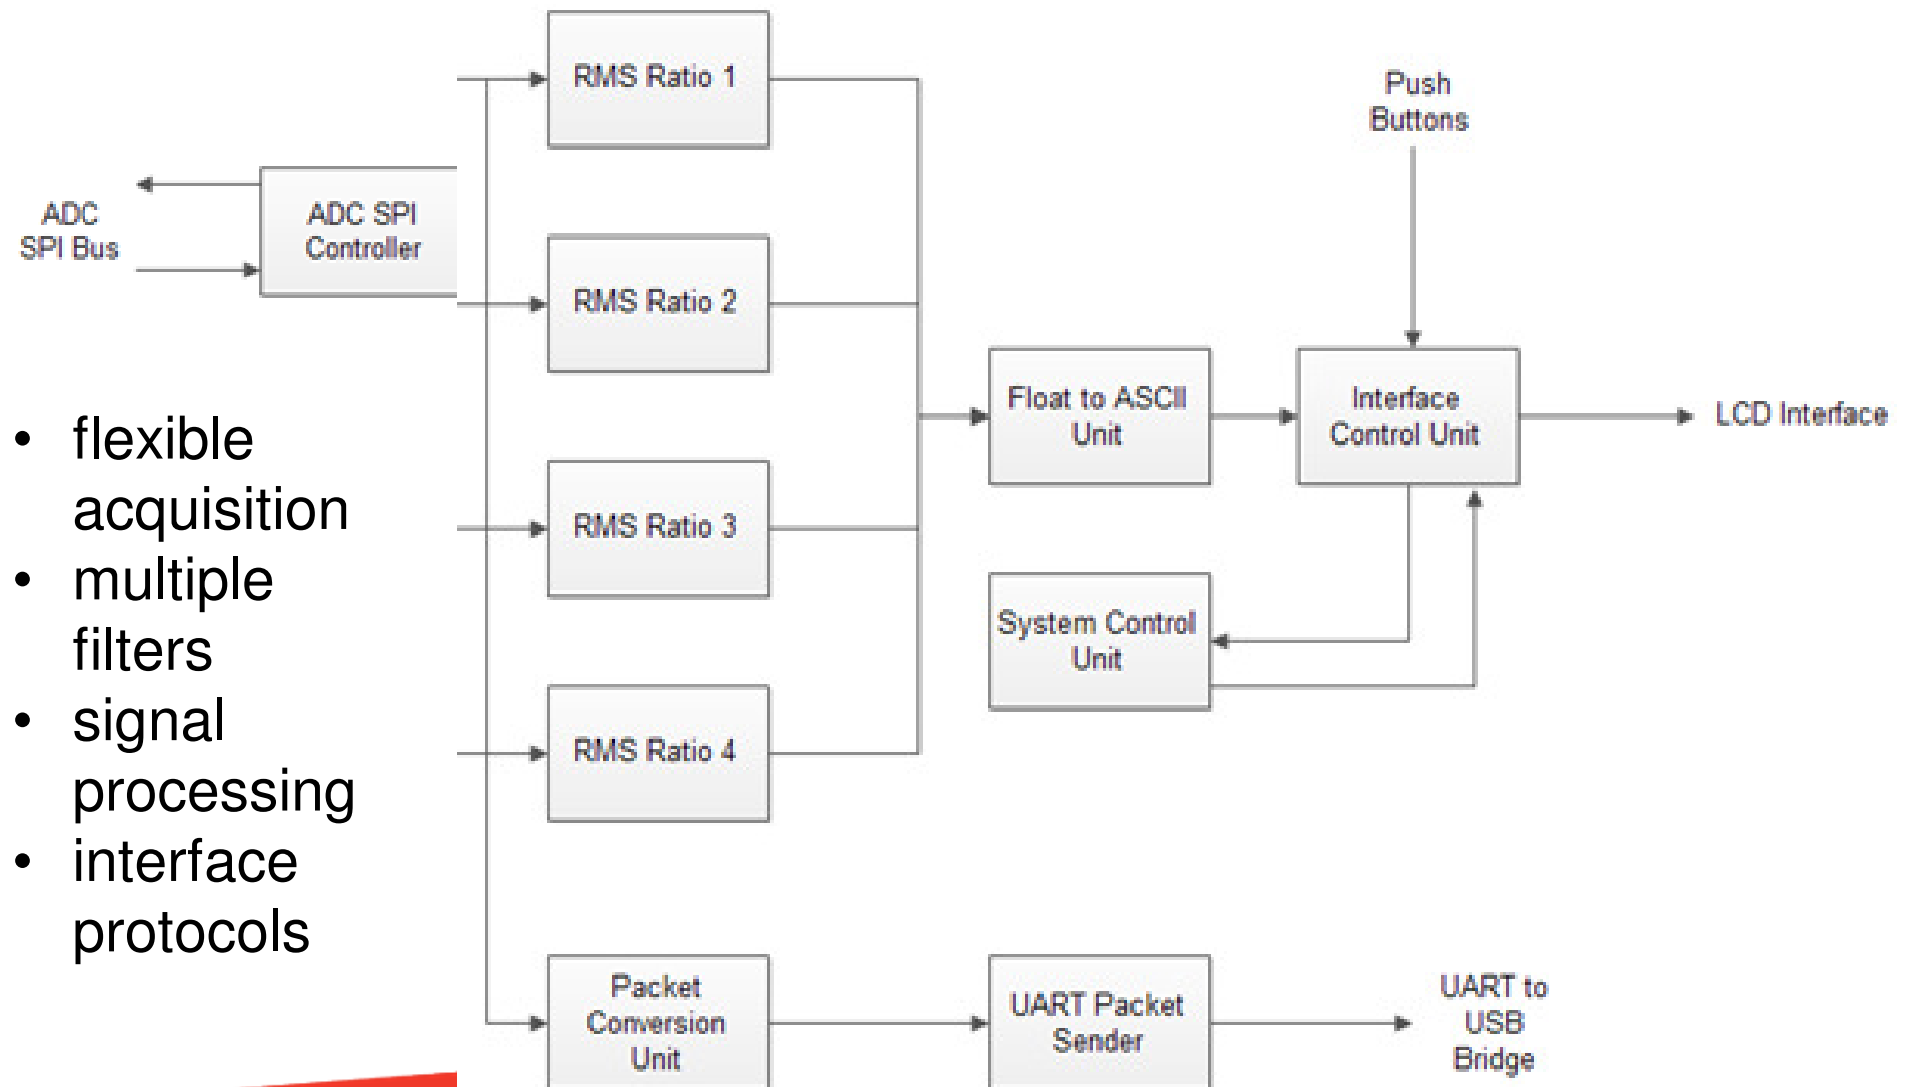 RMS Ratio 1
Push
Buttons
ADC
SPI Bus
ADC SPI
Controller
RMS Ratio 2
Float to ASCII
Unit
Interface
Control Unit
LCD Interface
• flexible
acquisition
• multiple
filters
• signal
processing
• interface
protocols
RMS Ratio 3
System Control
Unit
RMS Ratio 4
Packet
Conversion
Unit
UART Packet
Sender
UART to
USB
Bridge